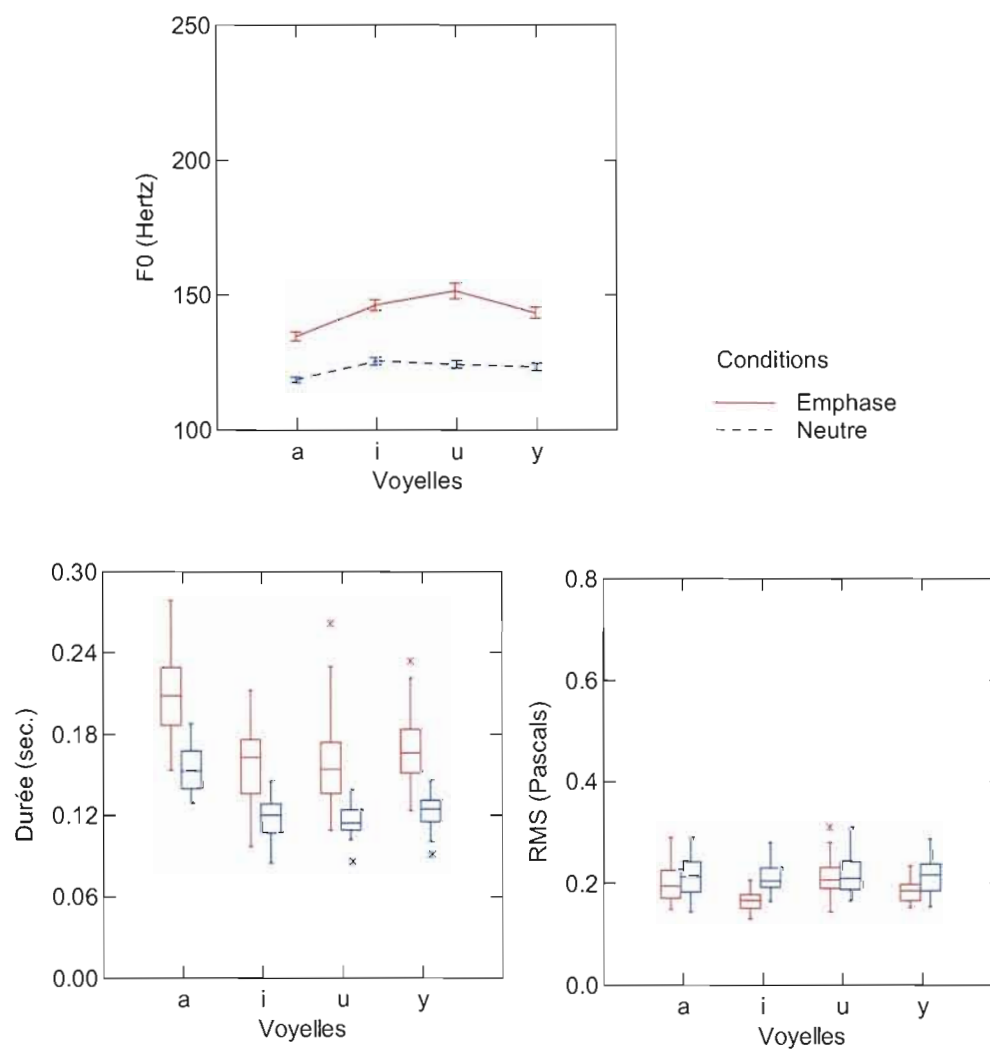 250
200
150
100
F0 (Hertz)
a i u y
Voyelles
Conditions
Emphase
Neutre
0.30
0.24
0.18
0.12
0.06
0.00
Durée (sec.)
a i u y
Voyelles
0.8
0.6
0.4
0.2
0.0
RMS (Pascals)
a i u y
Voyelles